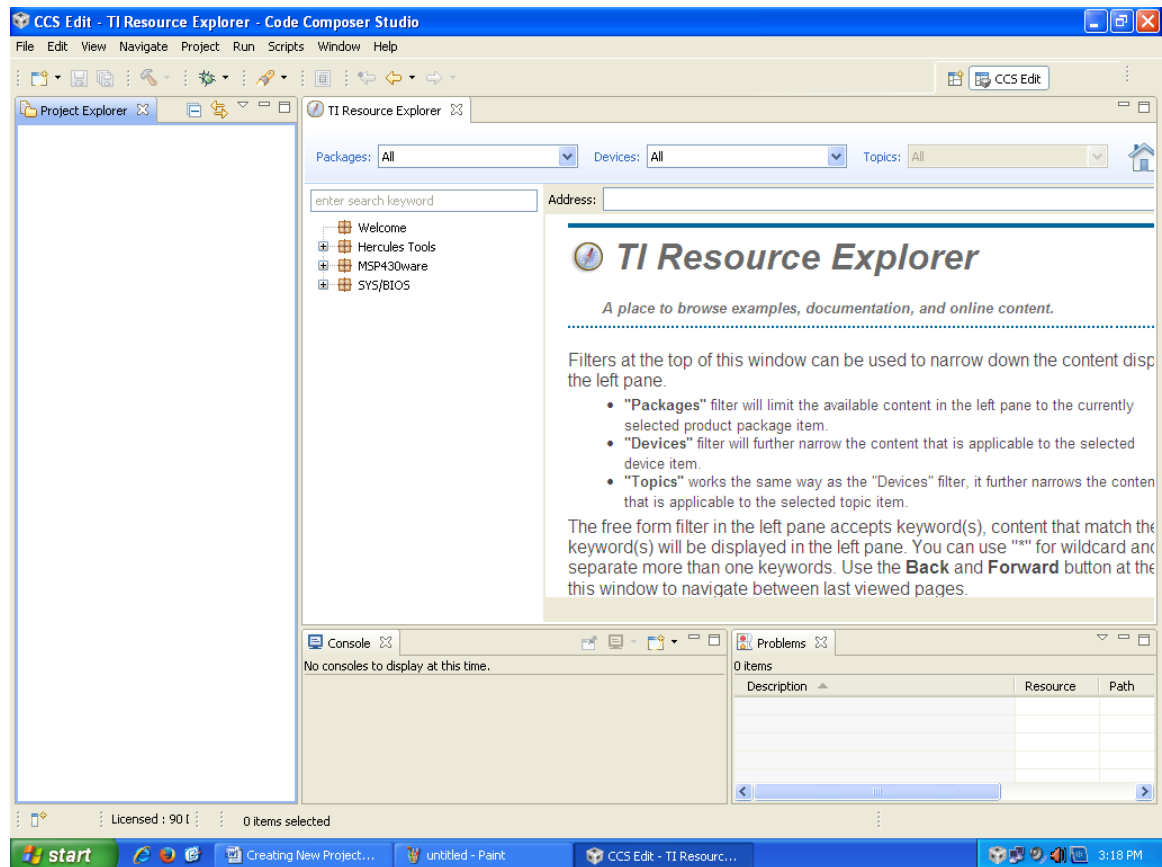 CCS Edit - TI Resource Explorer - Code Composer Studio
File Edit View Navigate Project Run Scripts Window Help
CCS Edit
Project Explorer
TI Resource Explorer
Packages: All Devices: All Topics: All
enter search keyword
Address:
Welcome
Hercules Tools
MSP430ware
SYS/BIOS
TI Resource Explorer
A place to browse examples, documentation, and online content.
Filters at the top of this window can be used to narrow down the content disp
the left pane.
• "Packages" filter will limit the available content in the left pane to the currently
selected product package item.
• "Devices" filter will further narrow the content that is applicable to the selected
device item.
• "Topics" works the same way as the "Devices" filter, it further narrows the conten
that is applicable to the selected topic item.
The free form filter in the left pane accepts keyword(s), content that match the
keyword(s) will be displayed in the left pane. You can use "*" for wildcard and
separate more than one keywords. Use the Back and Forward button at the
this window to navigate between last viewed pages.
Console
No consoles to display at this time.
Problems
0 items
Description Resource Path
Licensed : 90 0 items selected
start Creating New Project... untitled - Paint CCS Edit - TI Resourc... 3:18 PM